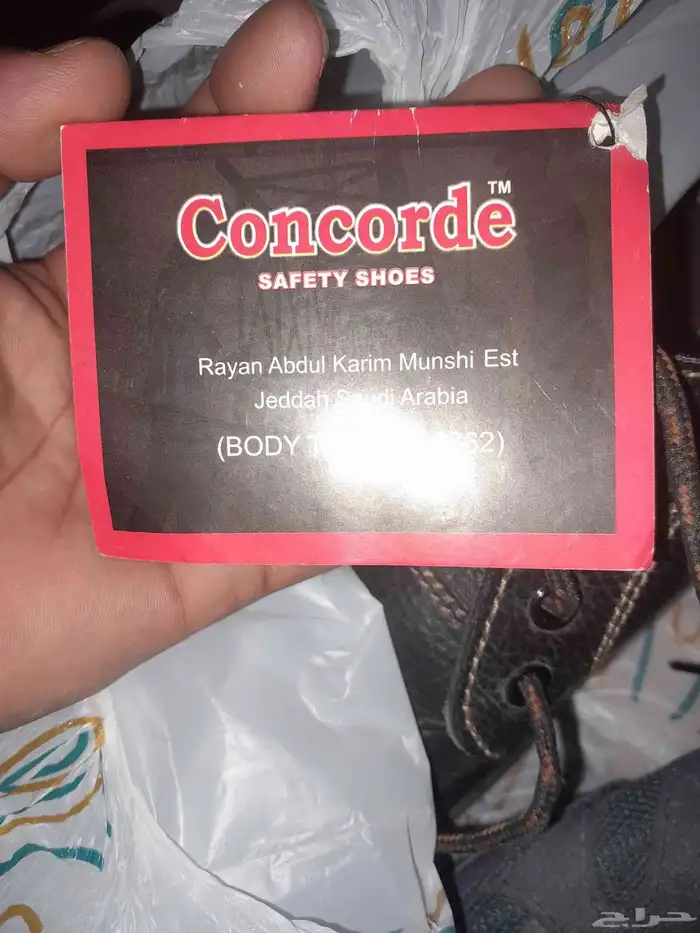 Concorde™
SAFETY SHOES
Rayan Abdul Karim Munshi Est
Jeddah Saudi Arabia
(BODY
حراج